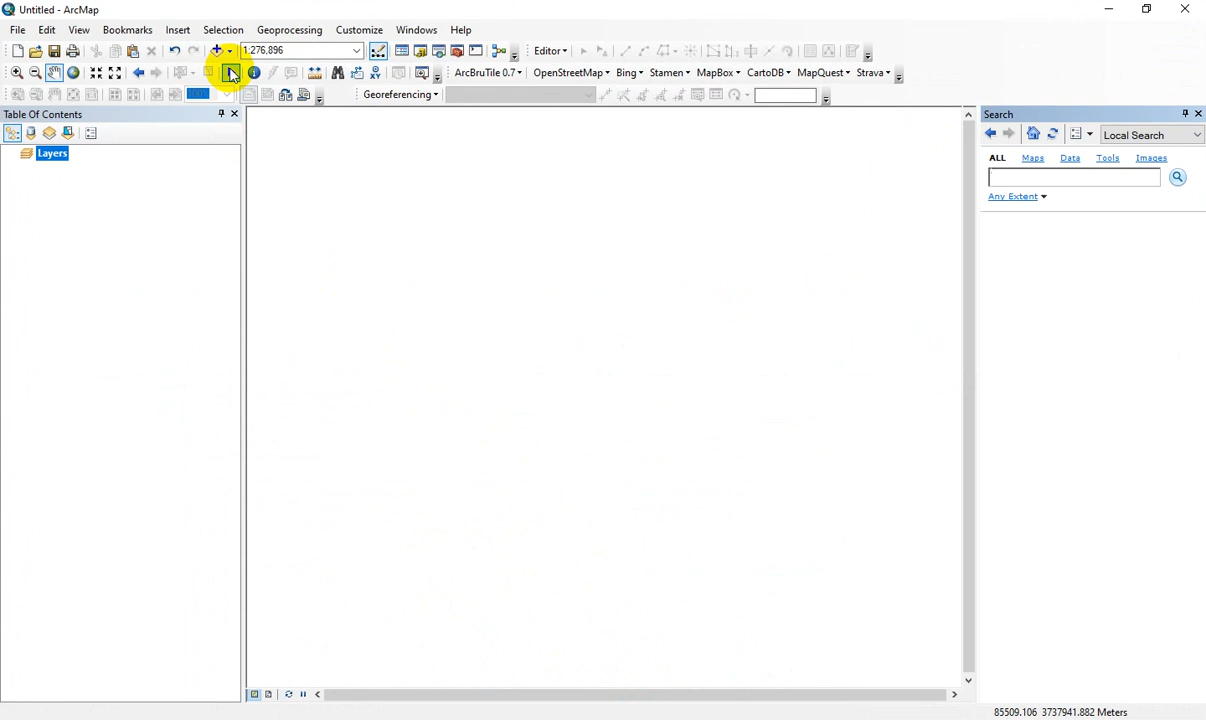 Untitled - ArcMap
File Edit View Bookmarks Insert Selection Geoprocessing Customize Windows Help
1:276,896 Editor
ArcBruTile 0.7 OpenStreetMap Bing Stamen MapBox CartoDB MapQuest Strava
Georeferencing
Table Of Contents
Search
Local Search
Layers
ALL Maps Data Tools Images
Any Extent
85509.106 3737941.882 Meters